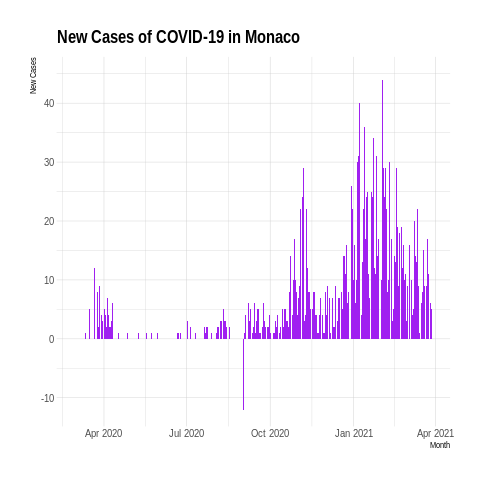 New Cases of COVID-19 in Monaco
New Cases
40
30
20
10
0
-10
Apr 2020
Jul 2020
Oct 2020
Jan 2021
Apr 2021
Month